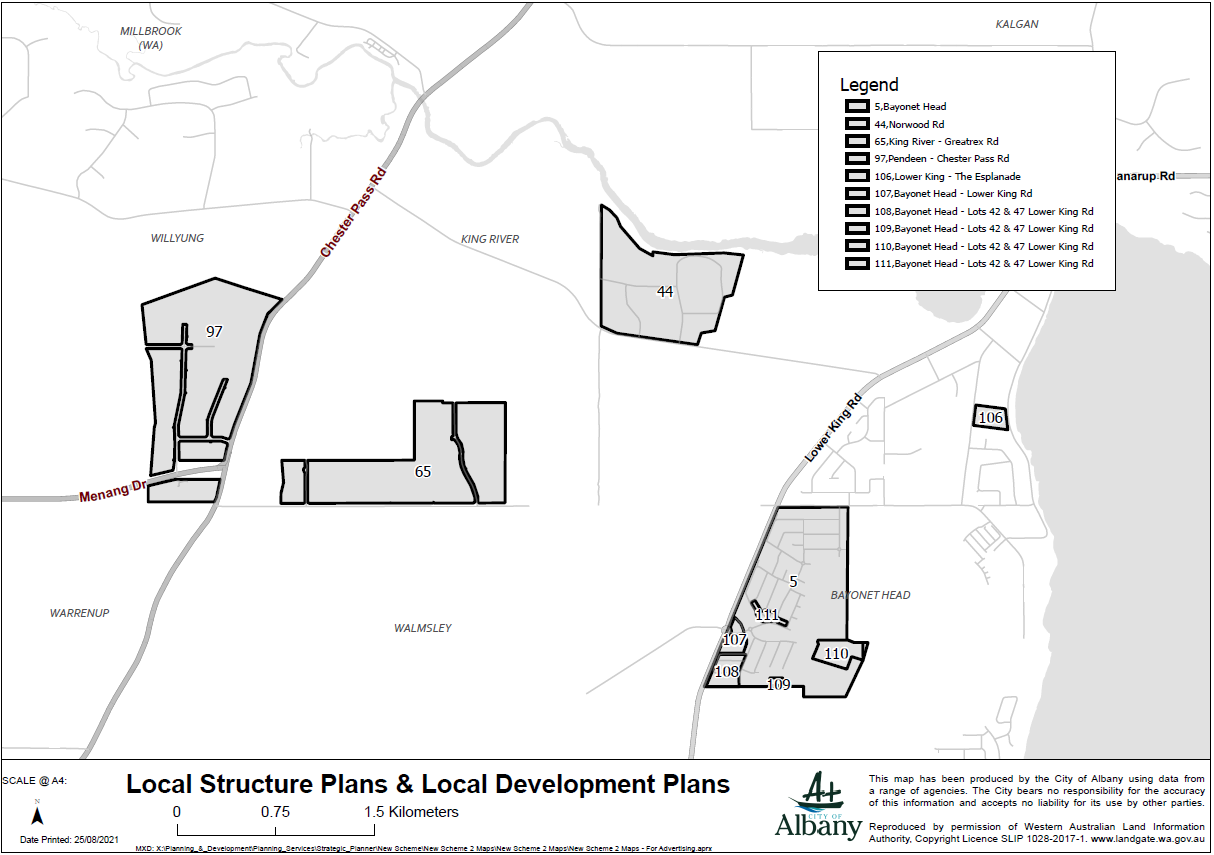 MILLBROOK
(WA)
KALGAN
Legend
5,Bayonet Head
44,Norwood Rd
65,King River - Greatrex Rd
97,Pendeen - Chester Pass Rd
106,Lower King - The Esplanade
107,Bayonet Head - Lower King Rd
108,Bayonet Head - Lots 42 & 47 Lower King Rd
109,Bayonet Head - Lots 42 & 47 Lower King Rd
110,Bayonet Head - Lots 42 & 47 Lower King Rd
111,Bayonet Head - Lots 42 & 47 Lower King Rd
anarup Rd
Chester Pass Rd
WILLYUNG
KING RIVER
44
97
Lower King Rd
106
65
Menang Dr
5
BAYONET HEAD
WARRENUP
WALMSLEY
111
107
110
108
109
SCALE @ A4:
N
Date Printed: 25/08/2021
Local Structure Plans & Local Development Plans
0 0.75 1.5 Kilometers
MXD: X:\Planning_&_Development\Planning_Services\Strategic_Planner\New Scheme\New Scheme 2 Maps\New Scheme 2 Maps\New Scheme 2 Maps - For Advertising.aprx
CITY OF
Albany
This map has been produced by the City of Albany using data from
a range of agencies. The City bears no responsibility for the accuracy
of this information and accepts no liability for its use by other parties.
Reproduced by permission of Western Australian Land Information
Authority, Copyright Licence SLIP 1028-2017-1. www.landgate.wa.gov.au